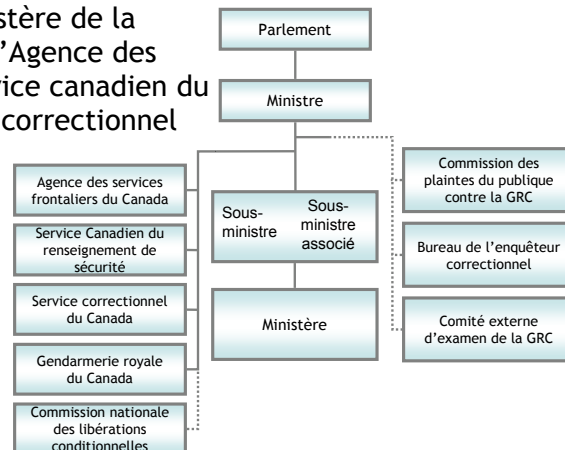 stère de la
'Agence des
vice canadien du
correctionnel
Parlement
Ministre
Agence des services
frontaliers du Canada
Service Canadien du
renseignement de
sécurité
Service correctionnel
du Canada
Gendarmerie royale
du Canada
Commission nationale
des libérations
conditionnelles
Sous-
ministre
Sous-
ministre
associé
Ministère
Commission des
plaintes du publique
contre la GRC
Bureau de l'enquêteur
correctionnel
Comité externe
d'examen de la GRC